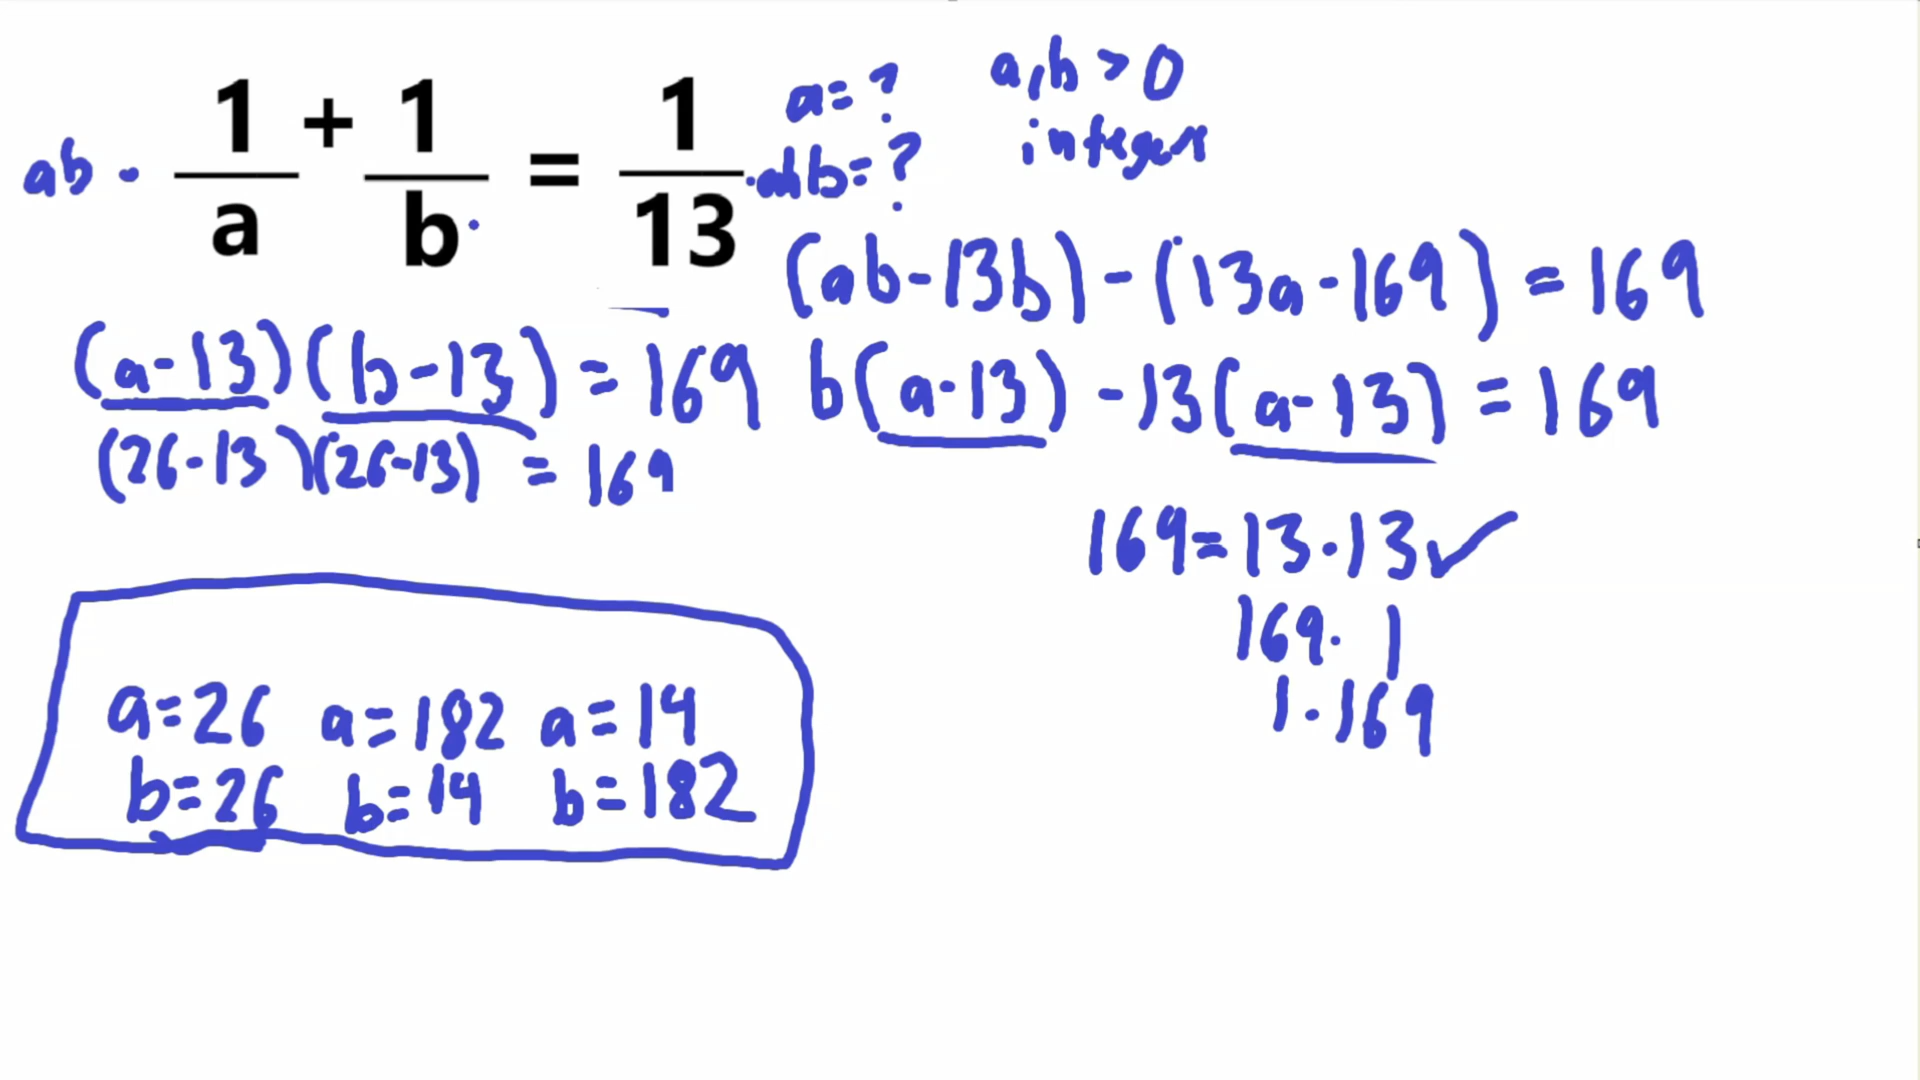 ab · 1/a + 1/b = 1/13 · ab
a = ?
b = ?
a, b > 0
integers
(ab - 13b) - (13a - 169) = 169
(a - 13)(b - 13) = 169
b(a - 13) - 13(a - 13) = 169
(26 - 13)(26 - 13) = 169
169 = 13 · 13 ✓
169 · 1
1 · 169
a = 26 a = 182 a = 14
b = 26 b = 14 b = 182